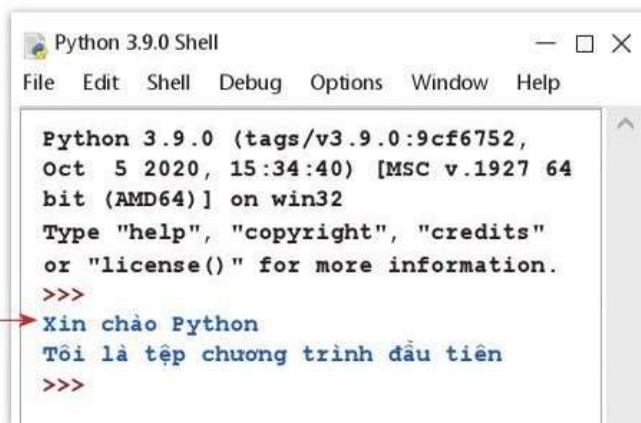 Python 3.9.0 Shell
File Edit Shell Debug Options Window Help
Python 3.9.0 (tags/v3.9.0:9cf6752,
Oct  5 2020, 15:34:40) [MSC v.1927 64
bit (AMD64)] on win32
Type "help", "copyright", "credits"
or "license()" for more information.
>>>
Xin chào Python
Tôi là tệp chương trình đầu tiên
>>>